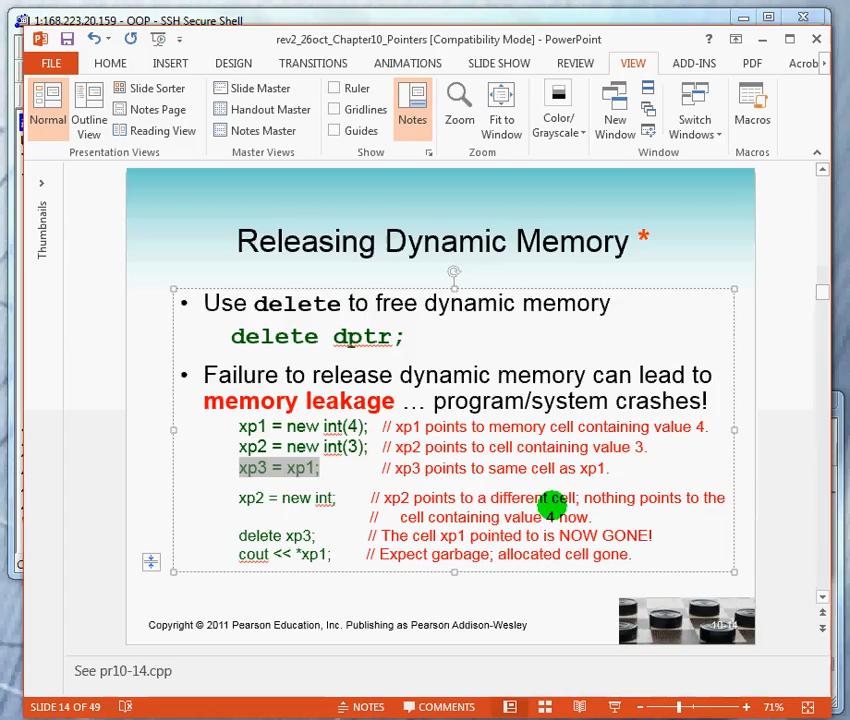 1:168.223.20.159 - OOP - SSH Secure Shell
rev2_26oct_Chapter10_Pointers [Compatibility Mode] - PowerPoint
FILE HOME INSERT DESIGN TRANSITIONS ANIMATIONS SLIDE SHOW REVIEW VIEW ADD-INS PDF Acrob
Normal
Outline View
Slide Sorter
Notes Page
Reading View
Presentation Views
Slide Master
Handout Master
Notes Master
Master Views
Ruler
Gridlines
Guides
Show
Notes
Zoom
Fit to Window
Zoom
Color/ Grayscale
New Window
Switch Windows
Window
Macros
Macros
Thumbnails
Releasing Dynamic Memory *
• Use delete to free dynamic memory
delete dptr;
• Failure to release dynamic memory can lead to
memory leakage … program/system crashes!
xp1 = new int(4); // xp1 points to memory cell containing value 4.
xp2 = new int(3); // xp2 points to cell containing value 3.
xp3 = xp1; // xp3 points to same cell as xp1.
xp2 = new int; // xp2 points to a different cell; nothing points to the
// cell containing value 4 now.
delete xp3; // The cell xp1 pointed to is NOW GONE!
cout << *xp1; // Expect garbage; allocated cell gone.
Copyright © 2011 Pearson Education, Inc. Publishing as Pearson Addison-Wesley
10-14
See pr10-14.cpp
SLIDE 14 OF 49 NOTES COMMENTS 71%